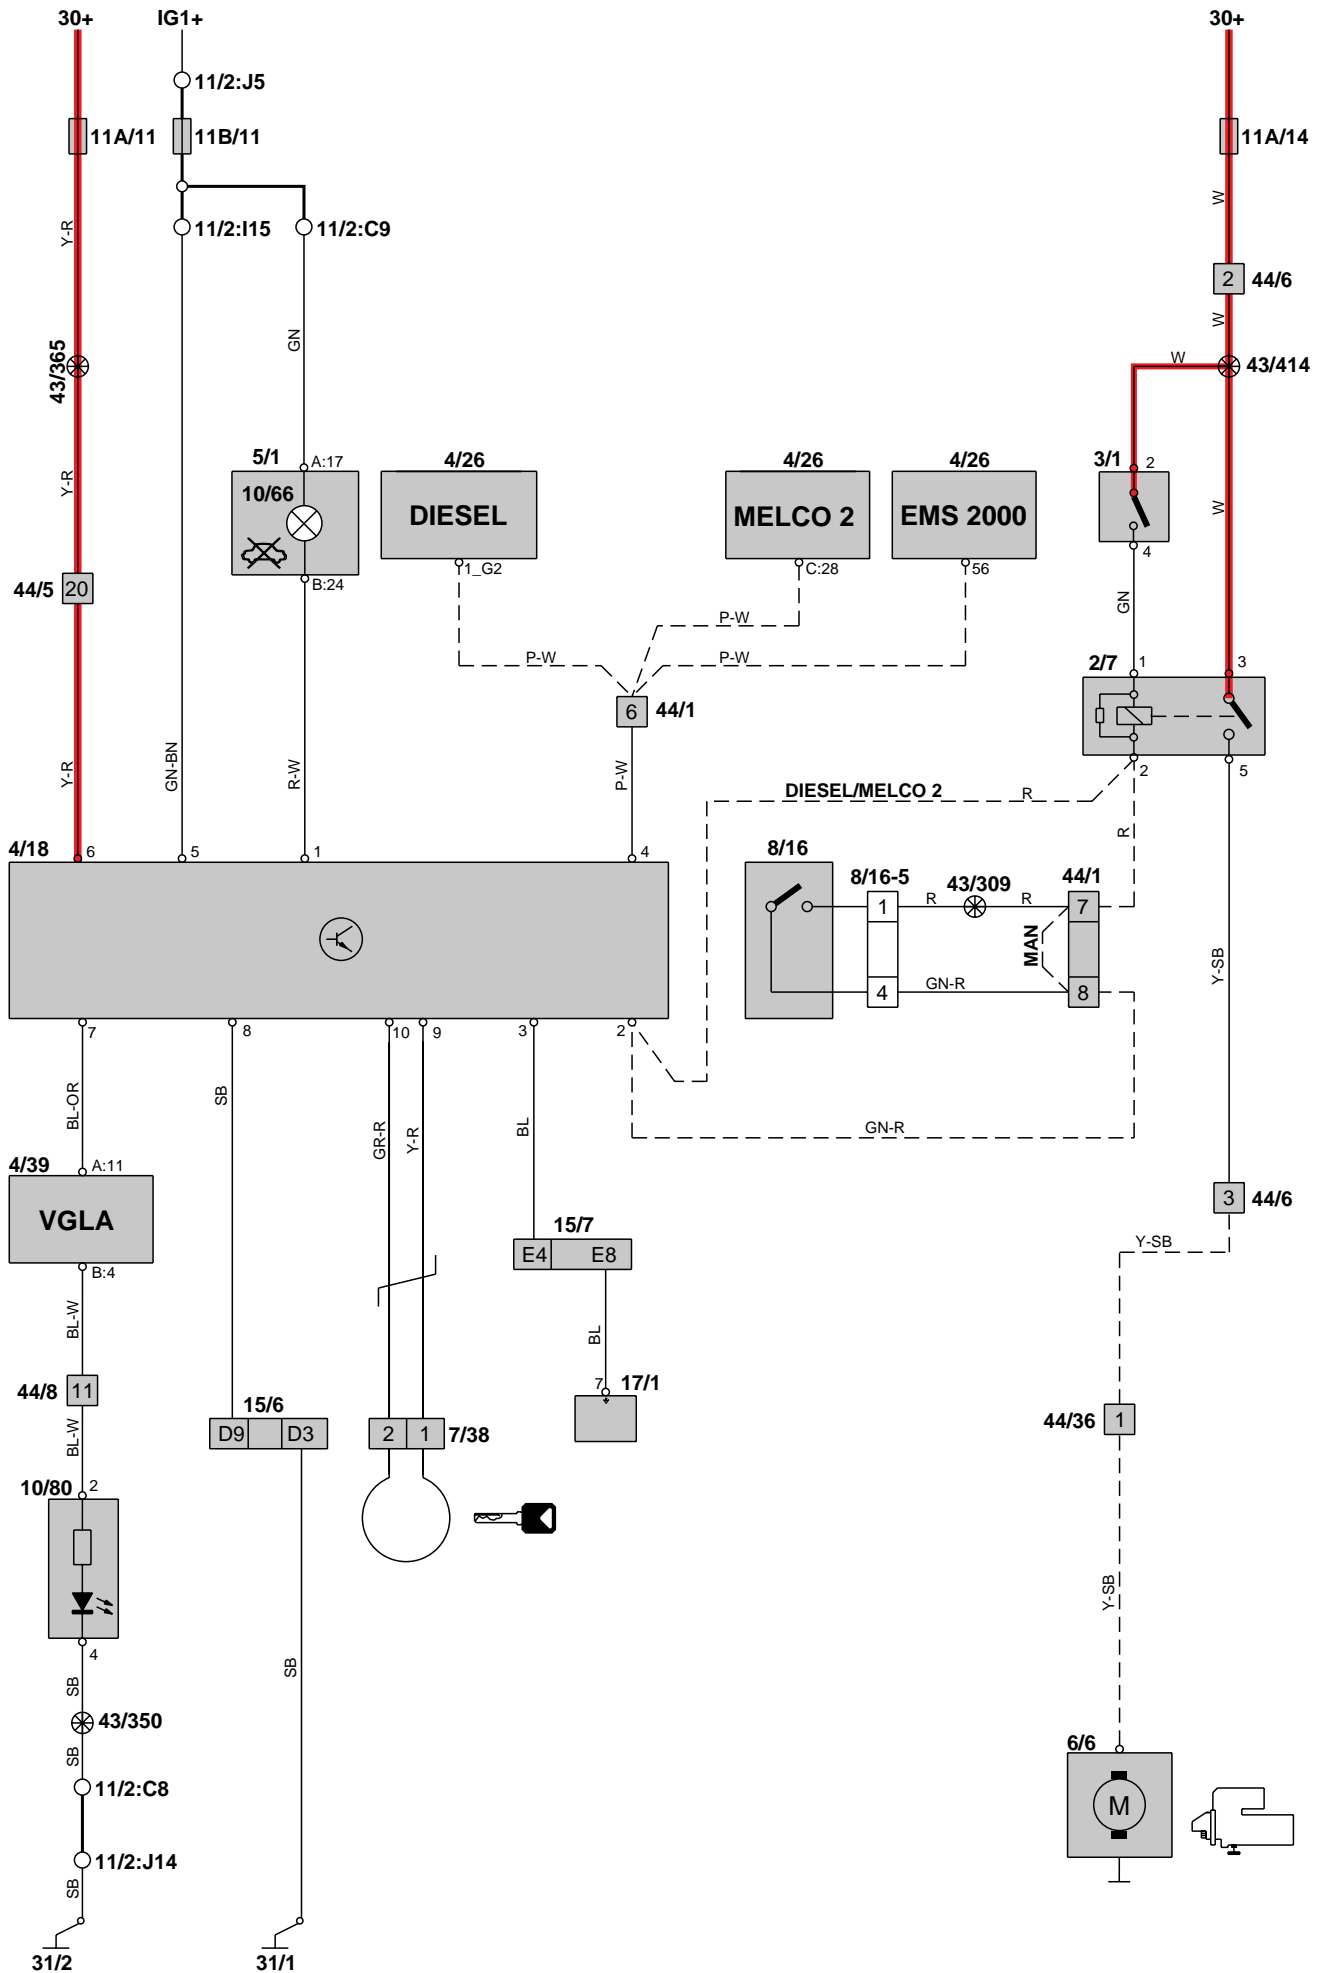 30+ IG1+ 30+
11/2:J5
11A/11 11B/11 11A/14
Y-R W
11/2:I15 11/2:C9
2 44/6
GN W
43/365 W 43/414
5/1 A:17 4/26 4/26 4/26 3/1 2
10/66
Y-R DIESEL MELCO 2 EMS 2000 W
1_G2 C:28 56 4
44/5 20 B:24
GN
P-W
P-W P-W
2/7 1 3
6 44/1
Y-R GN-BN R-W P-W
2 5
DIESEL/MELCO 2 R
R
4/18 6 5 1 4 8/16
8/16-5 43/309 44/1
1 R R 7
MAN
Y-SB
4 GN-R 8
7 8 10 9 3 2
BL-OR SB GR-R Y-R BL
GN-R
4/39 A:11
VGLA
3 44/6
15/7
Y-SB
E4 E8
B:4
BL-W BL
44/8 11 7 17/1
15/6 44/36 1
D9 D3 2 1 7/38
BL-W
10/80 2
Y-SB
4
SB SB
43/350
6/6
SB
11/2:C8
M
11/2:J14
SB
31/2 31/1